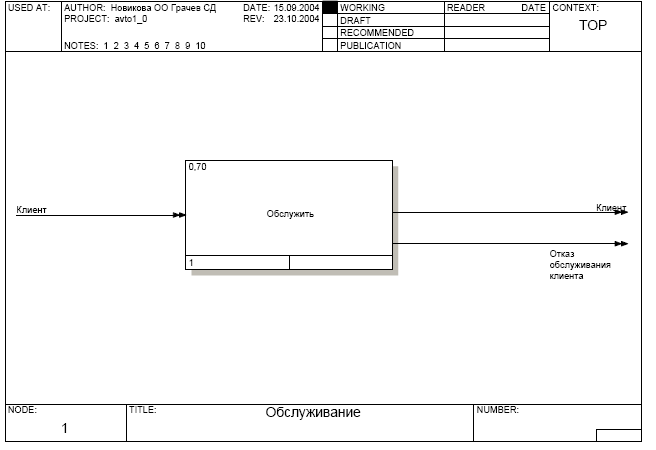 USED AT:
AUTHOR: Новикова ОО Грачев СД
DATE: 15.09.2004
WORKING
READER
DATE
CONTEXT:
PROJECT: avto1_0
REV: 23.10.2004
DRAFT
TOP
RECOMMENDED
NOTES: 1 2 3 4 5 6 7 8 9 10
PUBLICATION
0,70
Клиент
Обслужить
Клиент
1
Отказ
обслуживания
клиента
NODE:
TITLE:
Обслуживание
NUMBER:
1